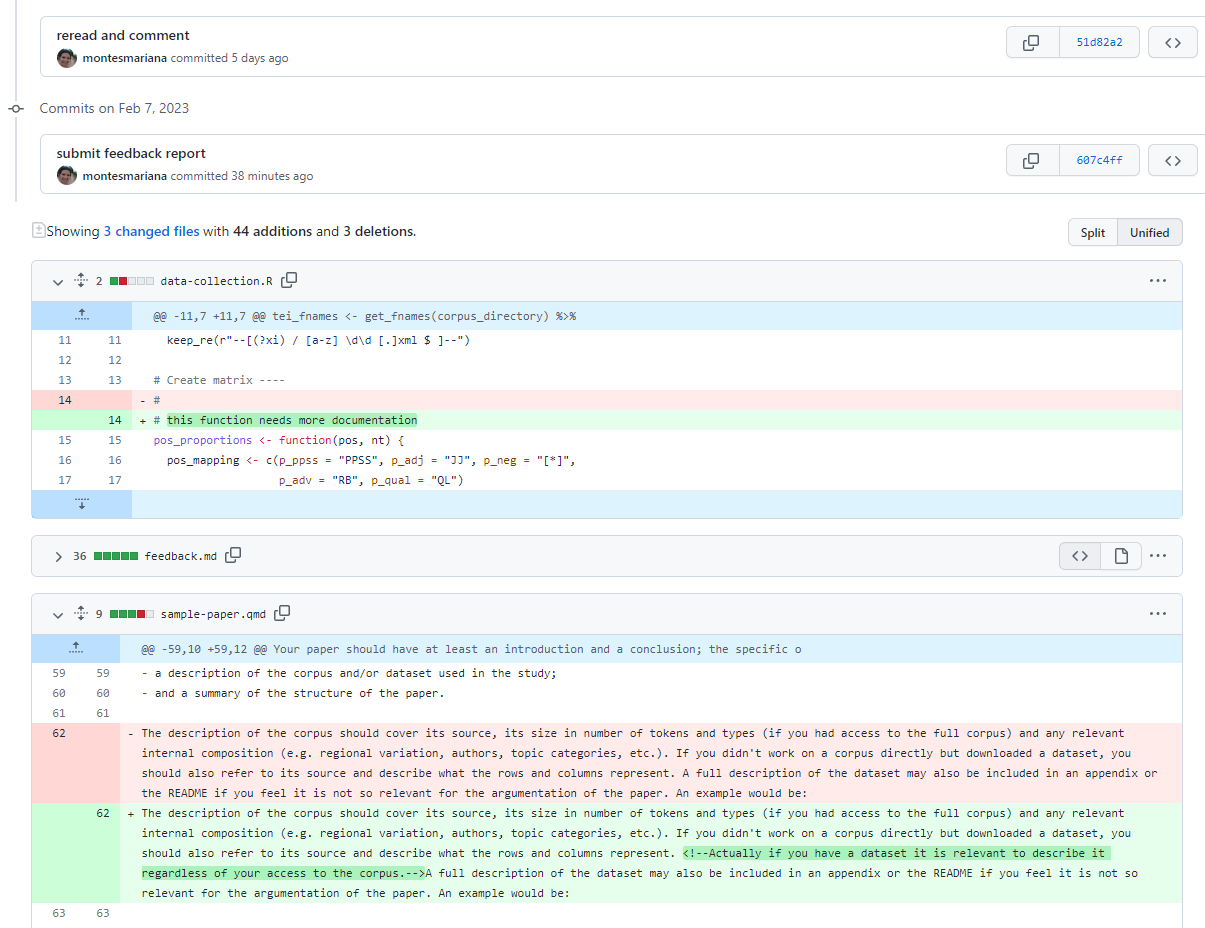 reread and comment
montesmariana committed 5 days ago
51d82a2
Commits on Feb 7, 2023
submit feedback report
montesmariana committed 38 minutes ago
607c4ff
Showing 3 changed files with 44 additions and 3 deletions.
Split Unified
2 data-collection.R
@@ -11,7 +11,7 @@ tei_fnames <- get_fnames(corpus_directory) %>%
11 11 keep_re(r"--[(?xi) / [a-z] \d\d [.]xml $ ]--")
12 12
13 13 # Create matrix ----
14 - #
14 + # this function needs more documentation
15 15 pos_proportions <- function(pos, nt) {
16 16 pos_mapping <- c(p_ppss = "PPSS", p_adj = "JJ", p_neg = "[*]",
17 17 p_adv = "RB", p_qual = "QL")
36 feedback.md
9 sample-paper.qmd
@@ -59,10 +59,12 @@ Your paper should have at least an introduction and a conclusion; the specific o
59 59 - a description of the corpus and/or dataset used in the study;
60 60 - and a summary of the structure of the paper.
61 61
62 - The description of the corpus should cover its source, its size in number of tokens and types (if you had access to the full corpus) and any relevant
internal composition (e.g. regional variation, authors, topic categories, etc.). If you didn't work on a corpus directly but downloaded a dataset, you
should also refer to its source and describe what the rows and columns represent. A full description of the dataset may also be included in an appendix or
the README if you feel it is not so relevant for the argumentation of the paper. An example would be:
62 + The description of the corpus should cover its source, its size in number of tokens and types (if you had access to the full corpus) and any relevant
internal composition (e.g. regional variation, authors, topic categories, etc.). If you didn't work on a corpus directly but downloaded a dataset, you
should also refer to its source and describe what the rows and columns represent. <!--Actually if you have a dataset it is relevant to describe it
regardless of your access to the corpus.-->A full description of the dataset may also be included in an appendix or the README if you feel it is not so
relevant for the argumentation of the paper. An example would be:
63 63